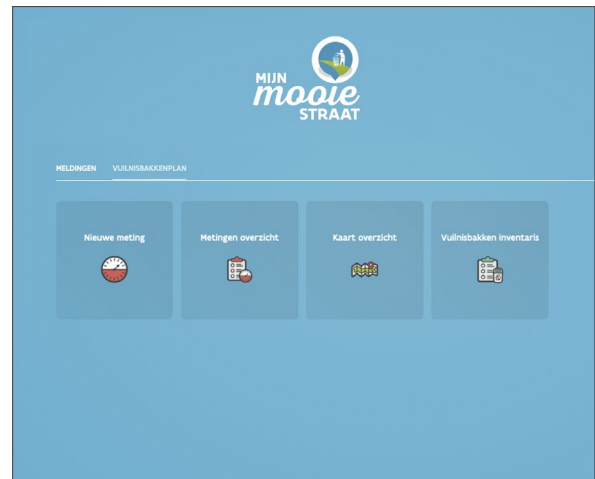 MIJN
mooie
STRAAT
MELDINGEN VUILNISBAKKENPLAN
Nieuwe meting Metingen overzicht Kaart overzicht Vuilnisbakken inventaris